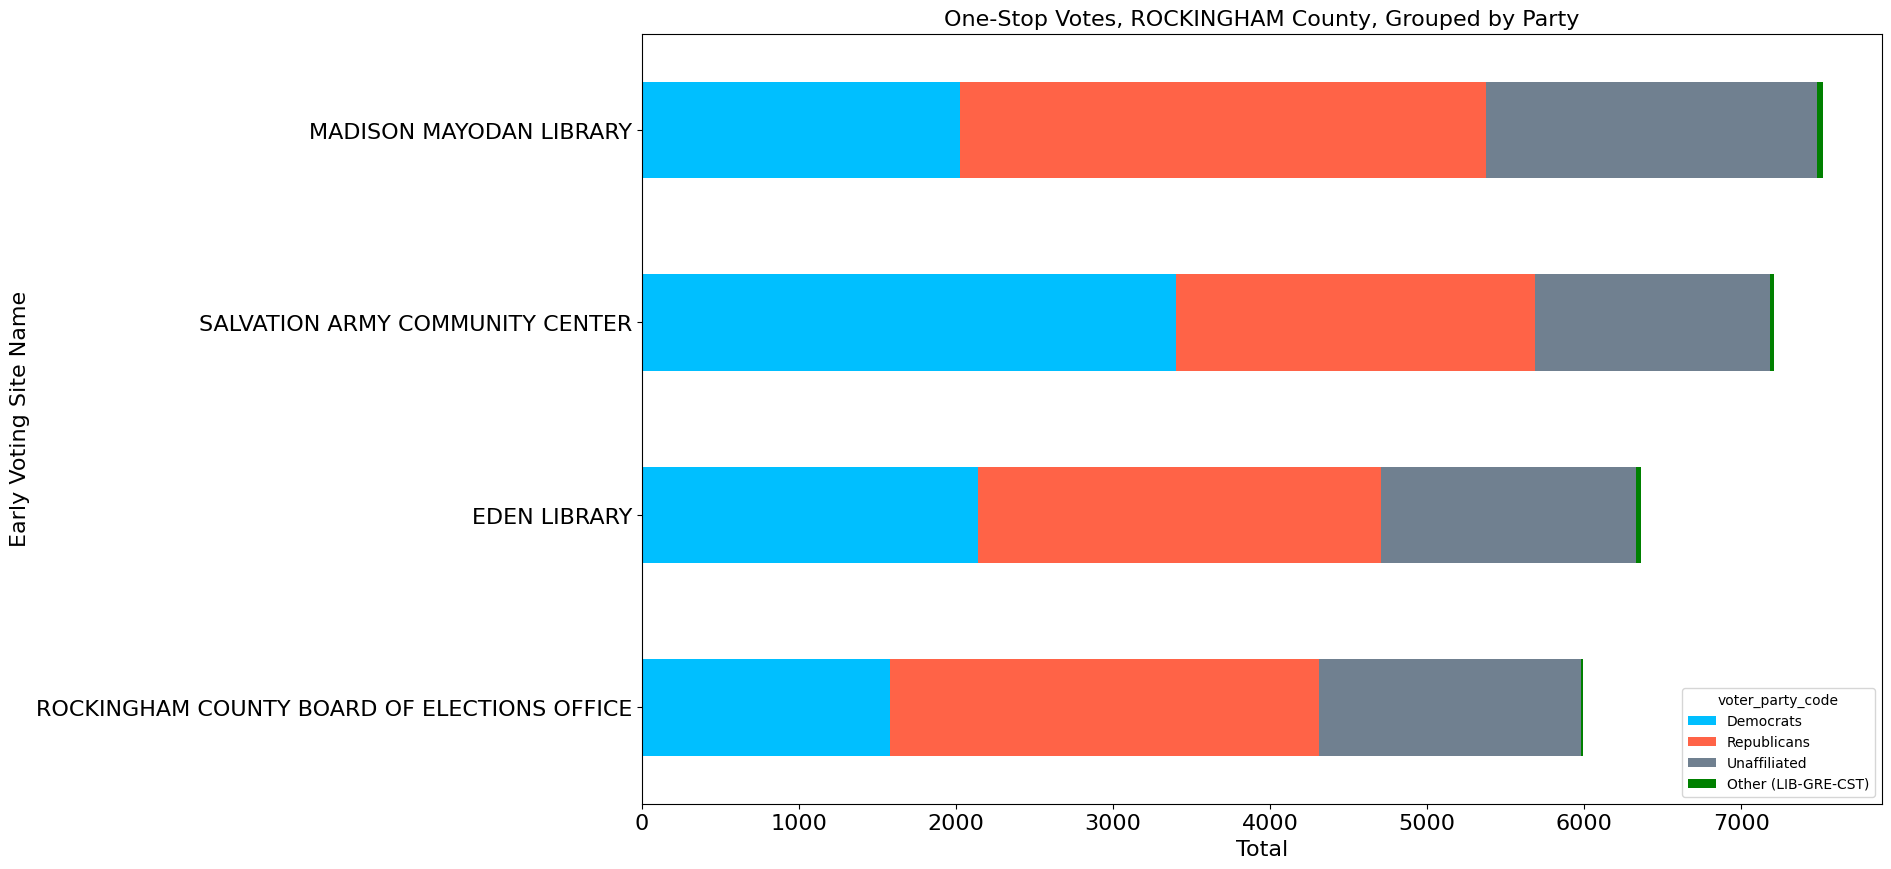 One-Stop Votes, ROCKINGHAM County, Grouped by Party
Early Voting Site Name
MADISON MAYODAN LIBRARY
SALVATION ARMY COMMUNITY CENTER
EDEN LIBRARY
ROCKINGHAM COUNTY BOARD OF ELECTIONS OFFICE
voter_party_code
Democrats
Republicans
Unaffiliated
Other (LIB-GRE-CST)
0 1000 2000 3000 4000 5000 6000 7000
Total